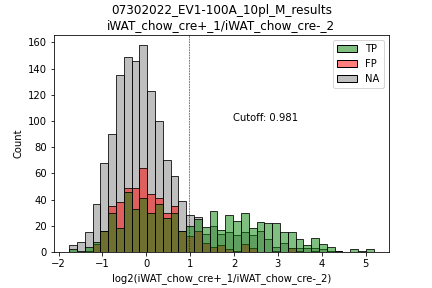 07302022_EV1-100A_10pl_M_results
iWAT_chow_cre+_1/iWAT_chow_cre-_2
160
140
120
100
80
60
40
20
0
Count
TP
FP
NA
Cutoff: 0.981
−2
−1
0
1
2
3
4
5
log2(iWAT_chow_cre+_1/iWAT_chow_cre-_2)